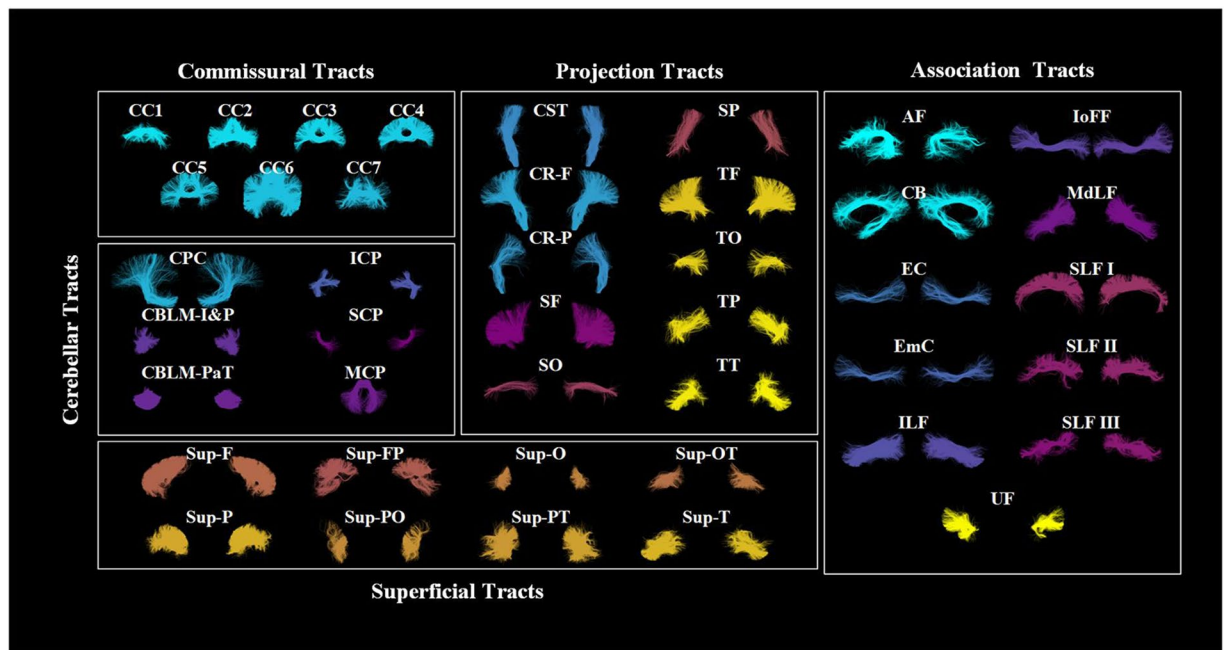 Commissural Tracts
CC1 CC2 CC3 CC4
CC5 CC6 CC7
Cerebellar Tracts
CPC ICP
CBLM-I&P SCP
CBLM-PaT MCP
Projection Tracts
CST SP
CR-F TF
CR-P TO
SF TP
SO TT
Association Tracts
AF IoFF
CB MdLF
EC SLF I
EmC SLF II
ILF SLF III
UF
Sup-F Sup-FP Sup-O Sup-OT
Sup-P Sup-PO Sup-PT Sup-T
Superficial Tracts